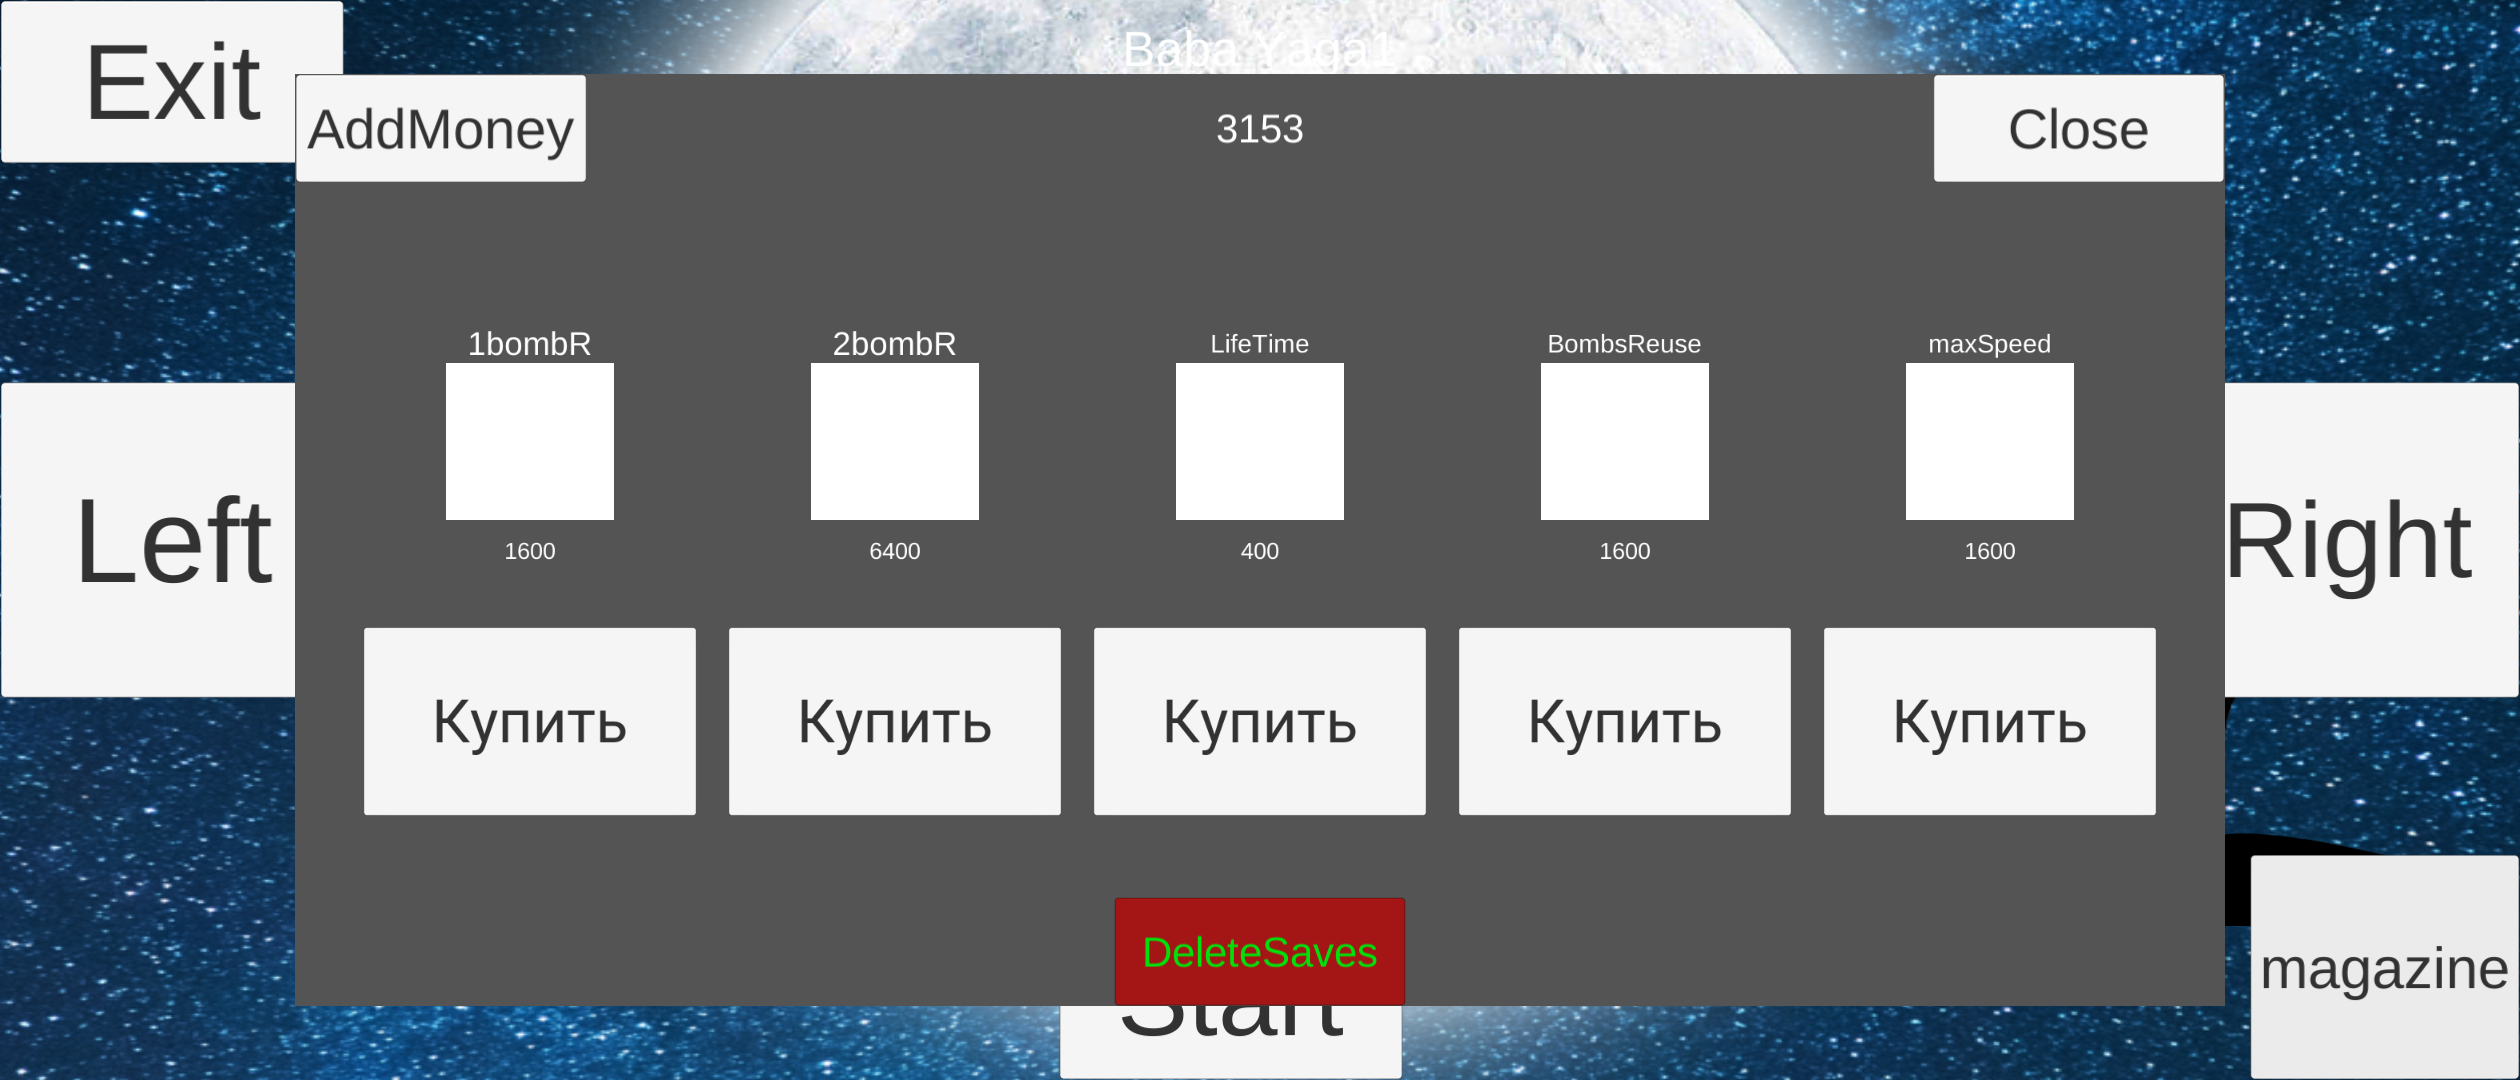 Exit
Baba Yaga1
AddMoney
3153
Close
1bombR
2bombR
LifeTime
BombsReuse
maxSpeed
1600
6400
400
1600
1600
Left
Right
Купить
Купить
Купить
Купить
Купить
DeleteSaves
magazine
Start